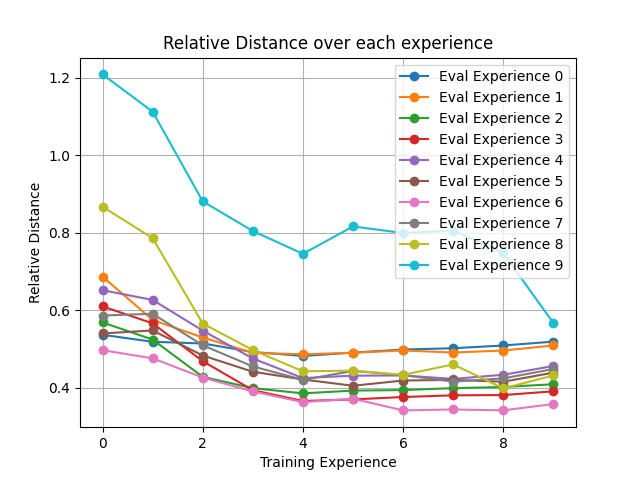 Relative Distance over each experience
Eval Experience 0
Eval Experience 1
Eval Experience 2
Eval Experience 3
Eval Experience 4
Eval Experience 5
Eval Experience 6
Eval Experience 7
Eval Experience 8
Eval Experience 9
1.2
1.0
0.8
0.6
0.4
Relative Distance
0 2 4 6 8
Training Experience